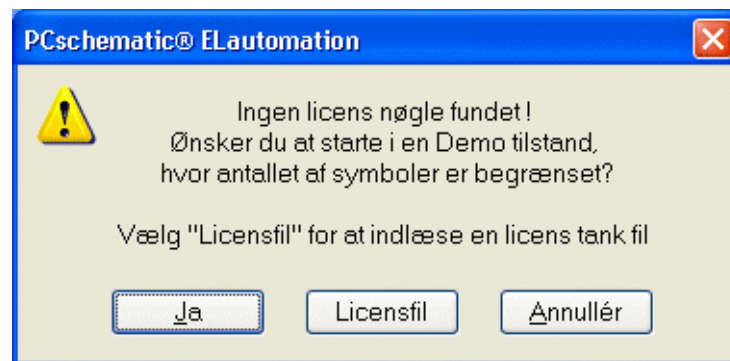 PCschematic® ELautomation
Ingen licens nøgle fundet !
Ønsker du at starte i en Demo tilstand,
hvor antallet af symboler er begrænset?
Vælg "Licensfil" for at indlæse en licens tank fil
Ja
Licensfil
Annullér